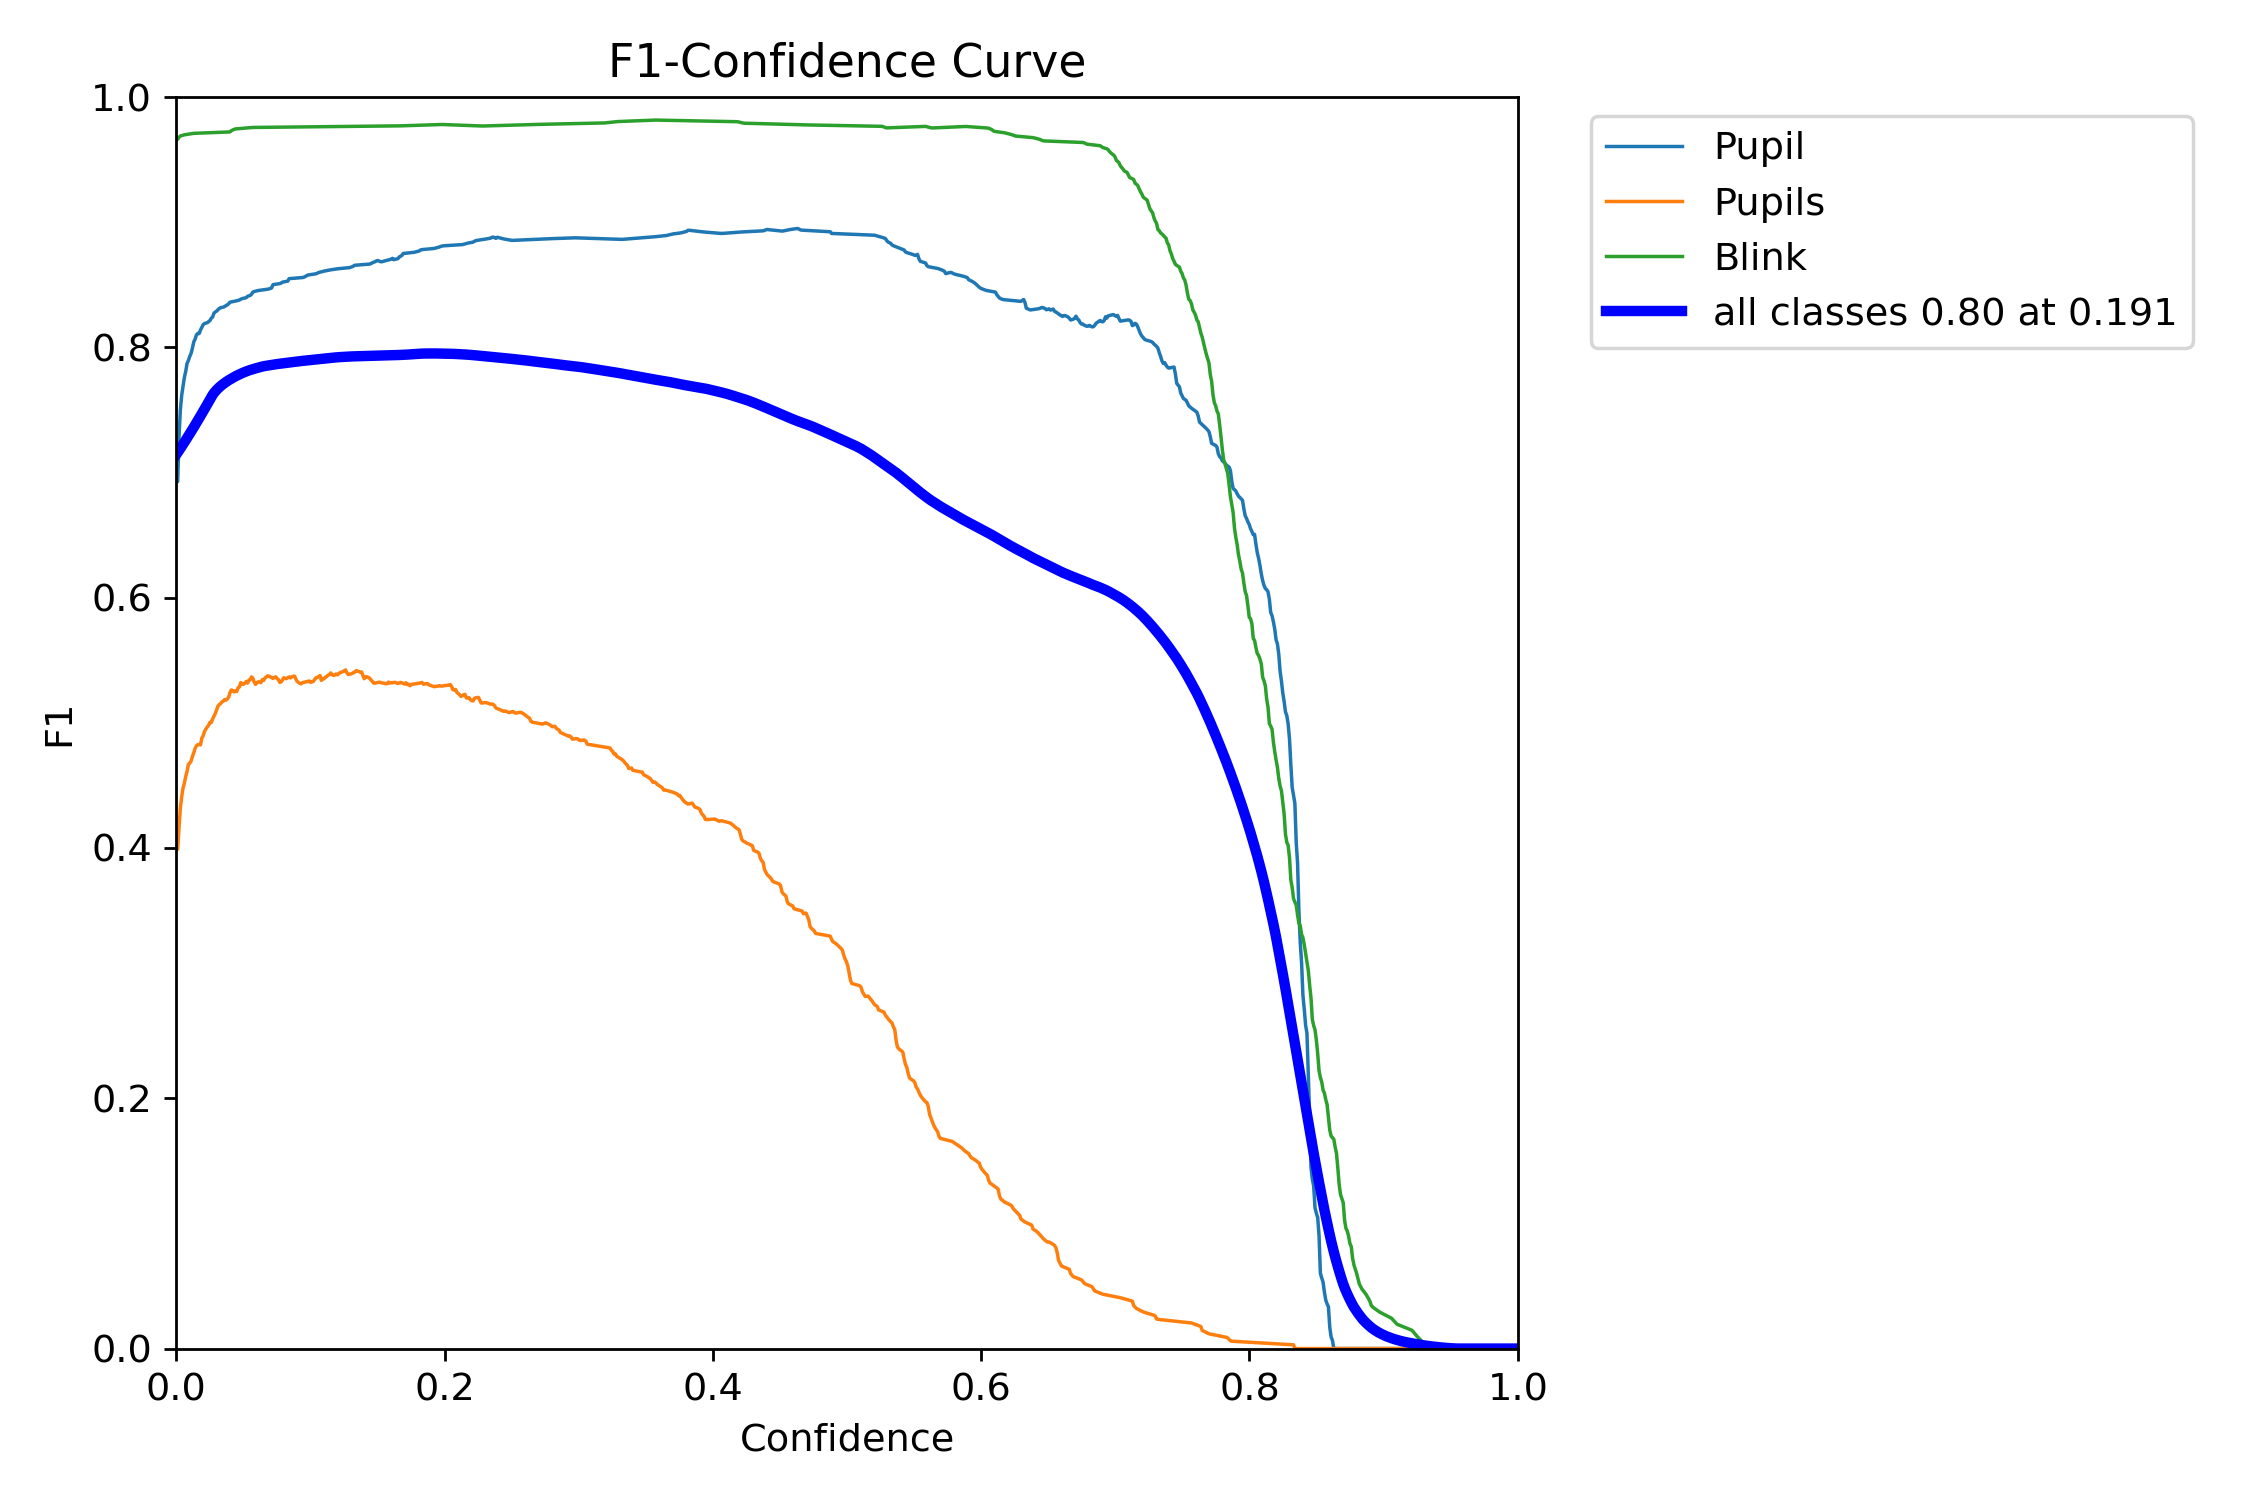 F1-Confidence Curve
1.0
0.8
0.6
0.4
0.2
0.0
F1
0.0 0.2 0.4 0.6 0.8 1.0
Confidence
Pupil
Pupils
Blink
all classes 0.80 at 0.191